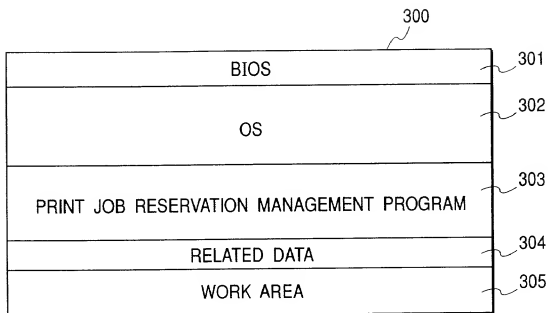 300
BIOS
301
OS
302
PRINT JOB RESERVATION MANAGEMENT PROGRAM
303
RELATED DATA
304
WORK AREA
305